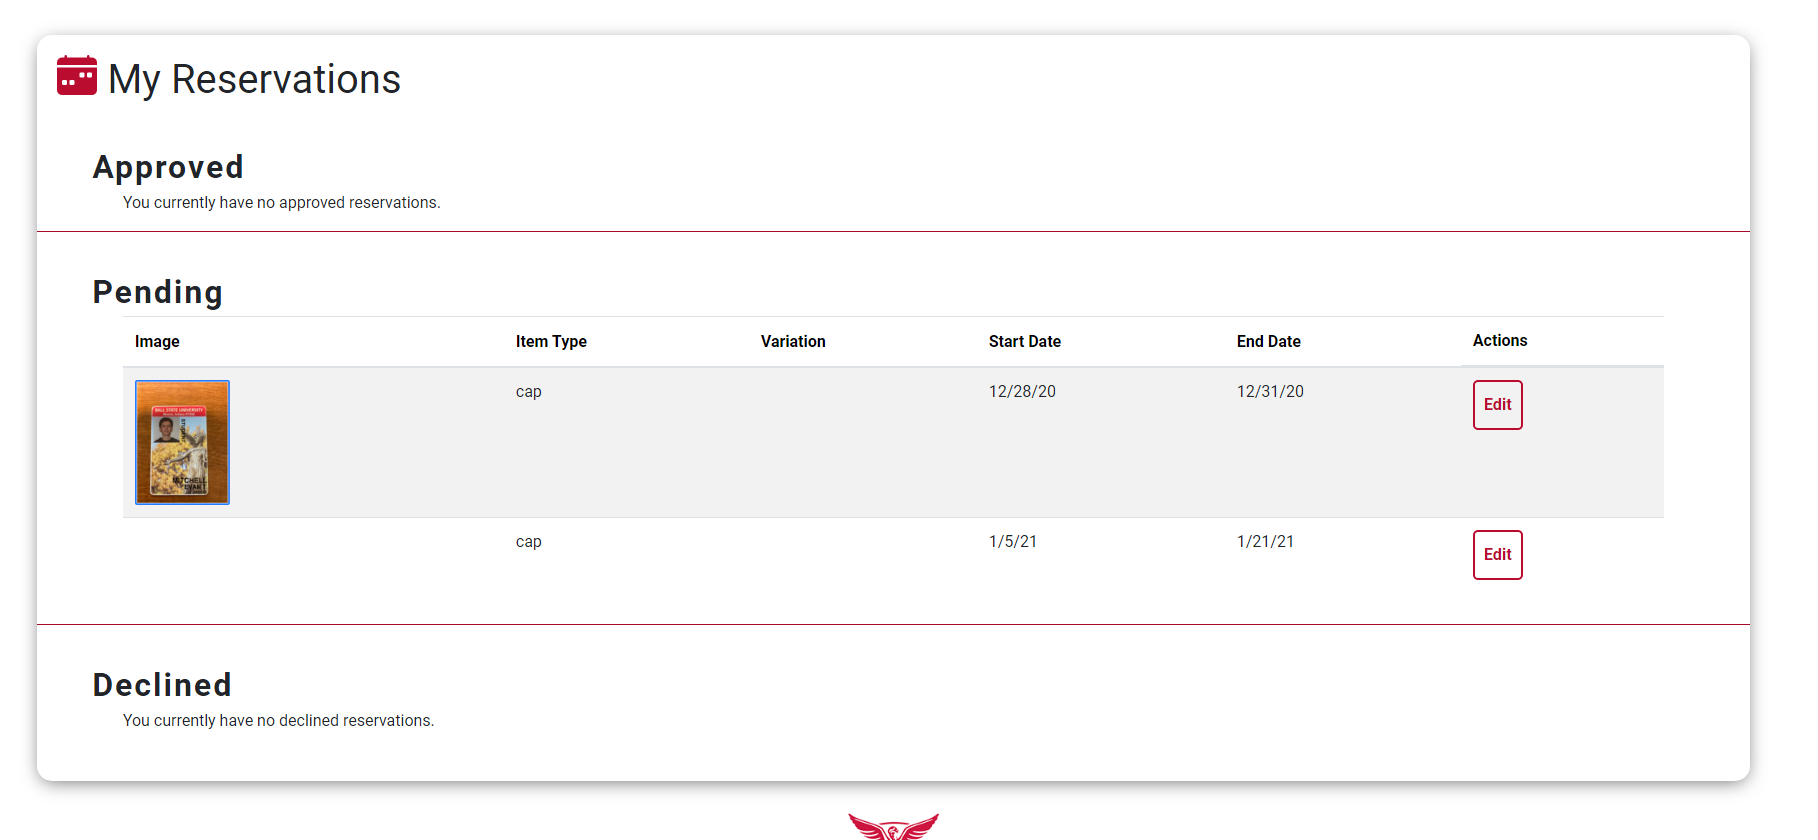 My Reservations
Approved
You currently have no approved reservations.
Pending
Image Item Type Variation Start Date End Date Actions
cap 12/28/20 12/31/20 Edit
BALL STATE UNIVERSITY
STUDENT
MITCHELL
EVAN
cap 1/5/21 1/21/21 Edit
Declined
You currently have no declined reservations.